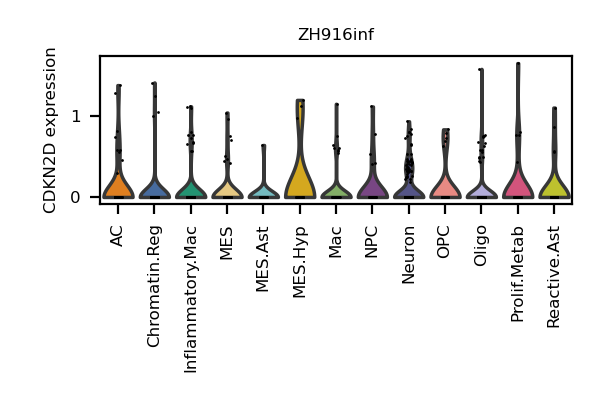 ZH916inf
CDKN2D expression
1
0
AC
Chromatin.Reg
Inflammatory.Mac
MES
MES.Ast
MES.Hyp
Mac
NPC
Neuron
OPC
Oligo
Prolif.Metab
Reactive.Ast